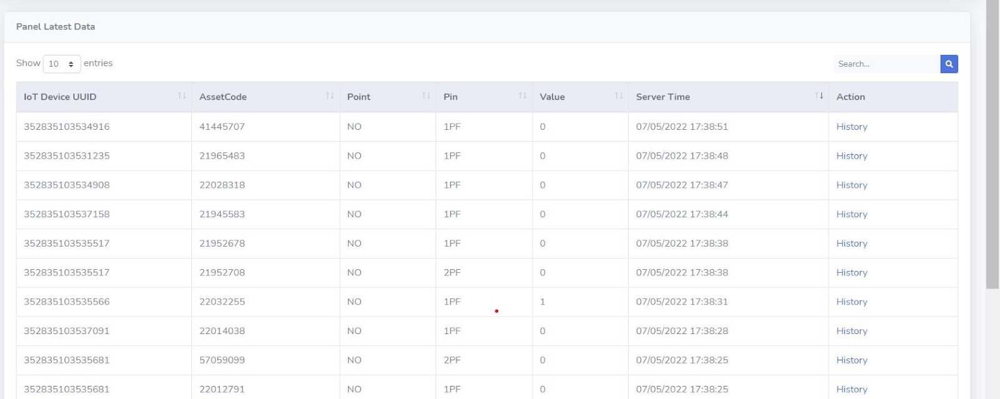 Panel Latest Data
Show 10 entries
Search...
IoT Device UUID AssetCode Point Pin Value Server Time Action
352835103534916 41445707 NO 1PF 0 07/05/2022 17:38:51 History
352835103531235 21965483 NO 1PF 0 07/05/2022 17:38:48 History
352835103534908 22028318 NO 1PF 0 07/05/2022 17:38:47 History
352835103537158 21945583 NO 1PF 0 07/05/2022 17:38:44 History
352835103535517 21952678 NO 1PF 0 07/05/2022 17:38:38 History
352835103535517 21952708 NO 2PF 0 07/05/2022 17:38:38 History
352835103535566 22032255 NO 1PF 1 07/05/2022 17:38:31 History
352835103537091 22014038 NO 1PF 0 07/05/2022 17:38:28 History
352835103535681 57059099 NO 2PF 0 07/05/2022 17:38:25 History
352835103535681 22012791 NO 1PF 0 07/05/2022 17:38:25 History